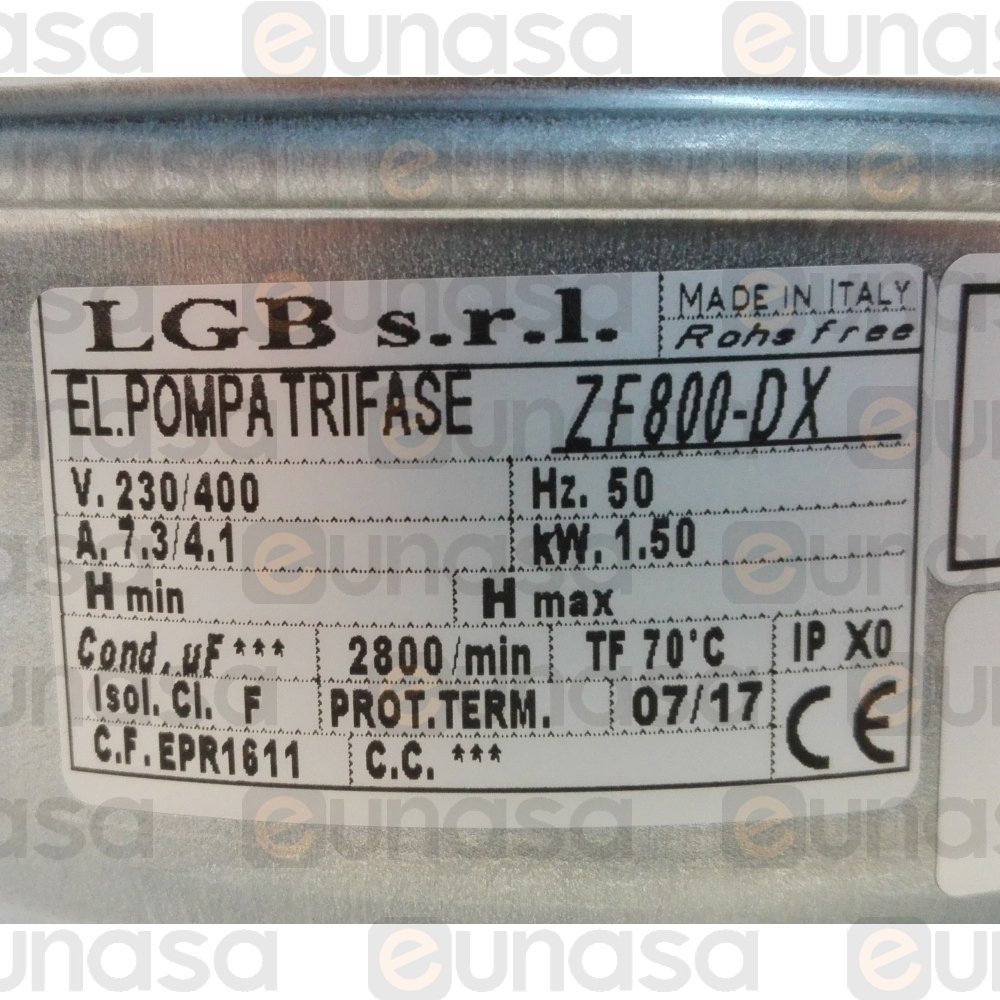 eunasa
LGB s.r.l.
MADE IN ITALY
Rohs free
EL.POMPA TRIFASE ZF800-DX
V. 230/400 Hz. 50
A. 7.3/4.1 kW. 1.50
H min H max
Cond. µF *** 2800/min TF 70°C IP X0
Isol. Cl. F PROT.TERM. 07/17 CE
C.F. EPR1611 C.C. ***